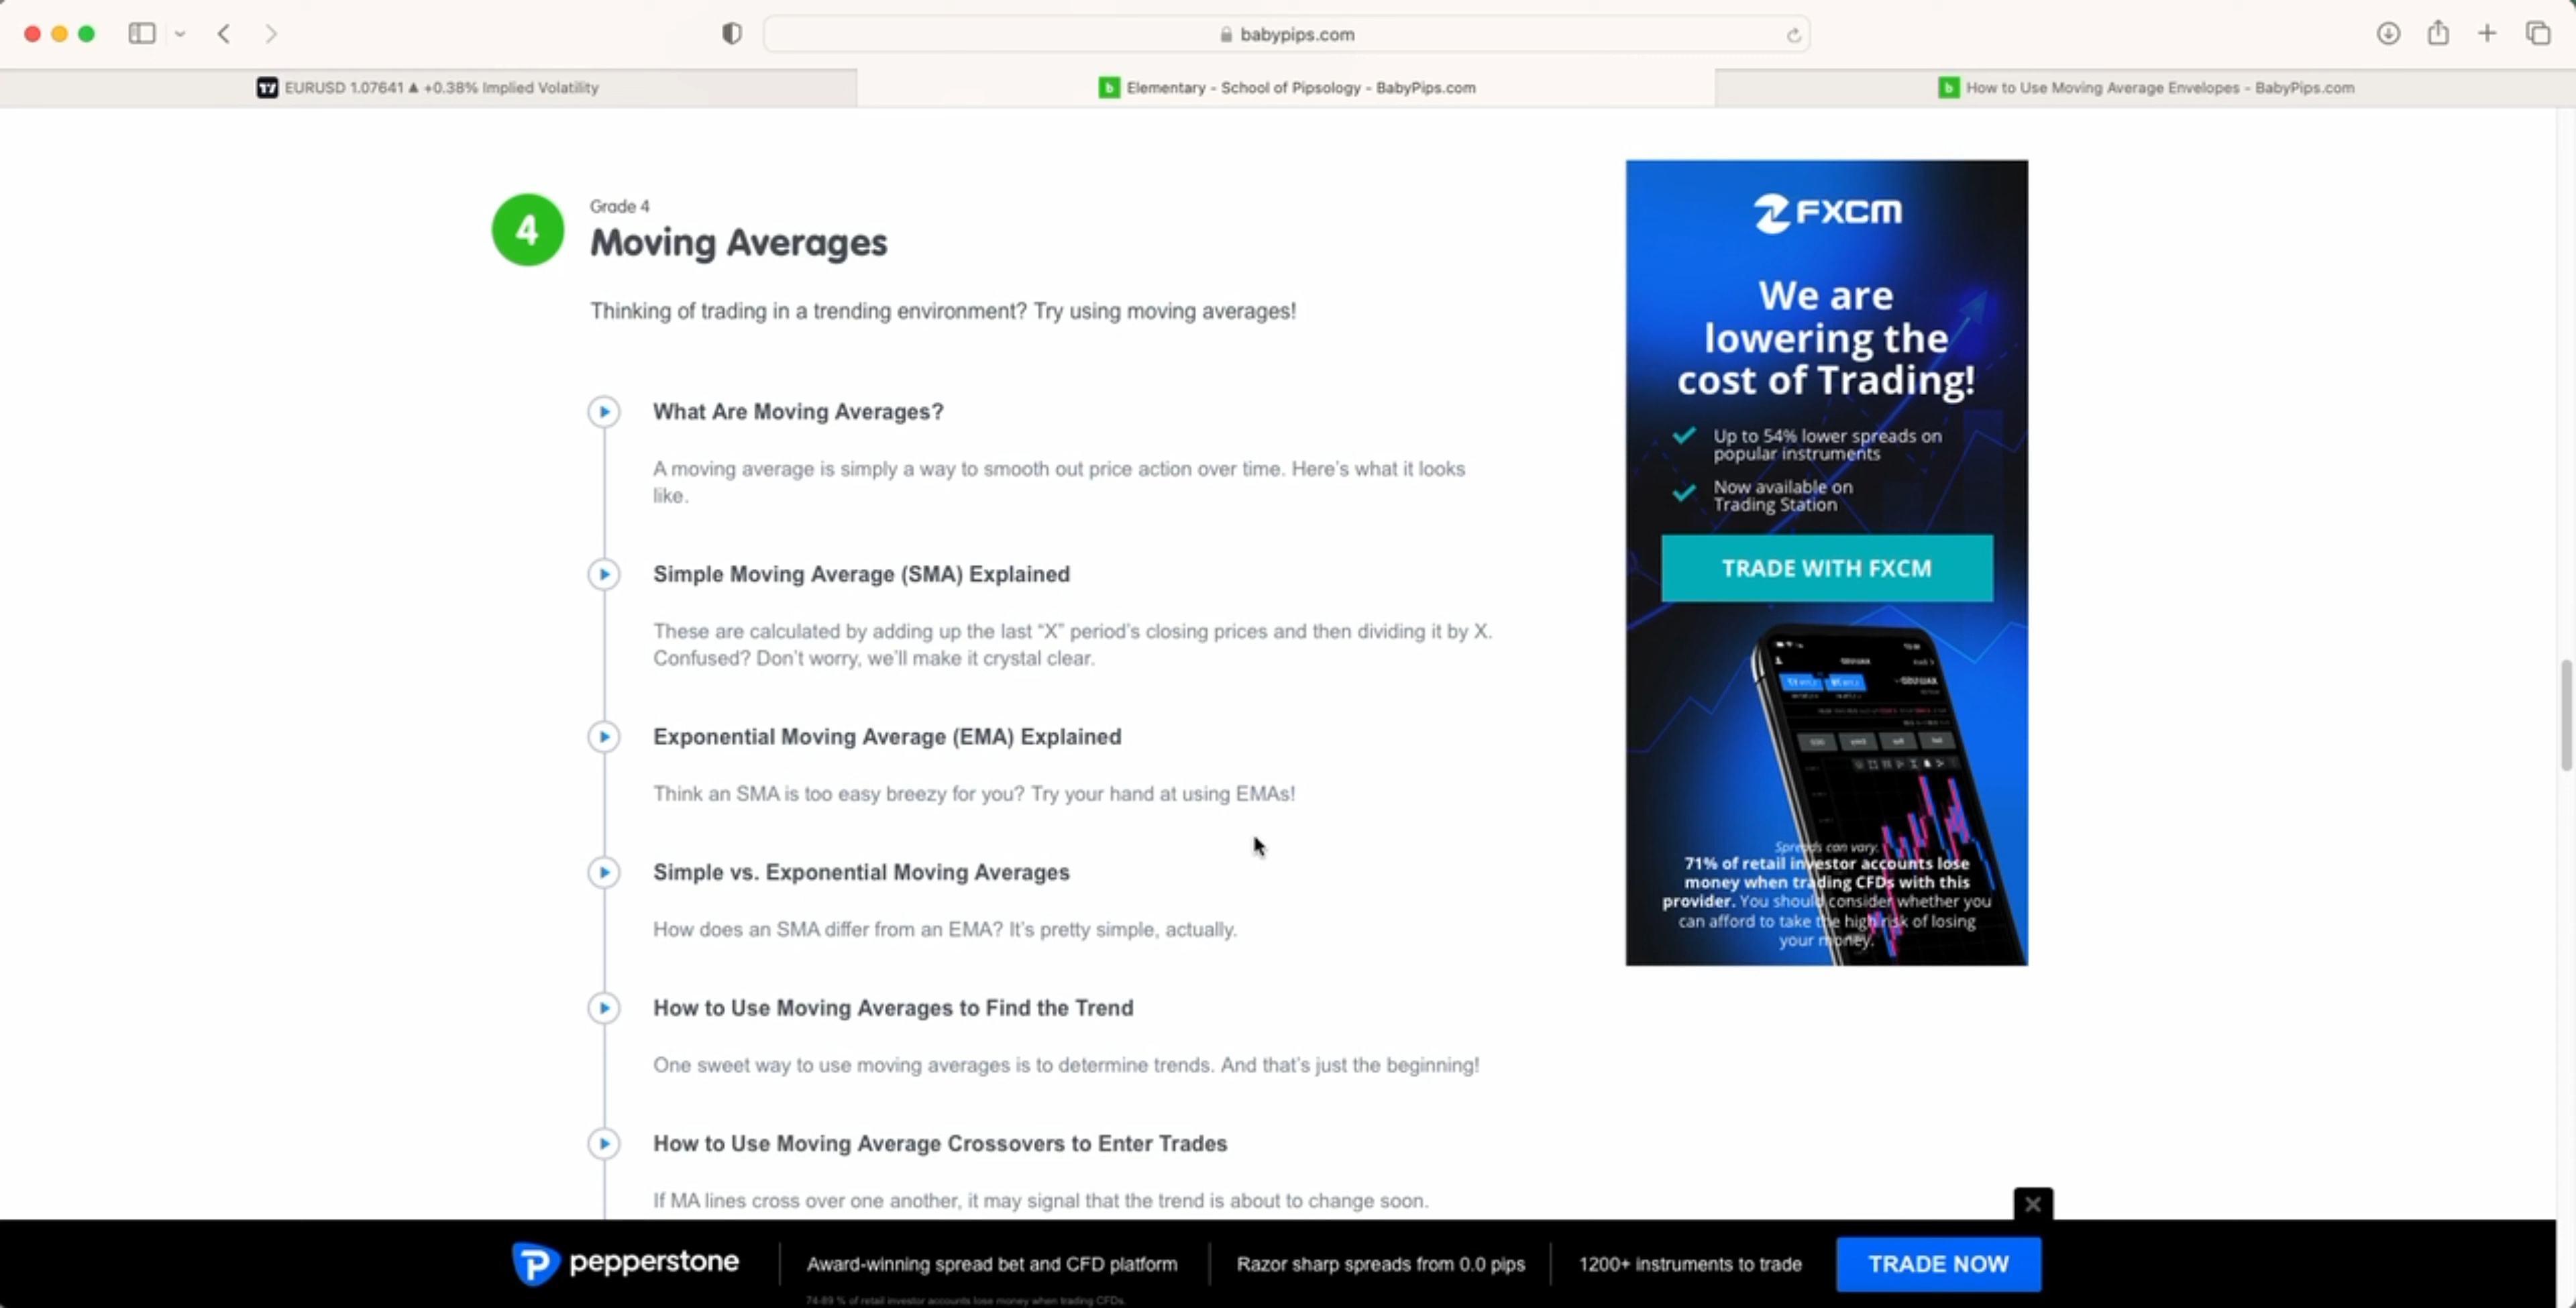 babypips.com
EURUSD 1.07641 ▲ +0.38% Implied Volatility
Elementary - School of Pipsology - BabyPips.com
How to Use Moving Average Envelopes - BabyPips.com
4
Grade 4
Moving Averages
Thinking of trading in a trending environment? Try using moving averages!
What Are Moving Averages?
A moving average is simply a way to smooth out price action over time. Here's what it looks
like.
Simple Moving Average (SMA) Explained
These are calculated by adding up the last “X” period's closing prices and then dividing it by X.
Confused? Don't worry, we'll make it crystal clear.
Exponential Moving Average (EMA) Explained
Think an SMA is too easy breezy for you? Try your hand at using EMAs!
Simple vs. Exponential Moving Averages
How does an SMA differ from an EMA? It's pretty simple, actually.
How to Use Moving Averages to Find the Trend
One sweet way to use moving averages is to determine trends. And that's just the beginning!
How to Use Moving Average Crossovers to Enter Trades
If MA lines cross over one another, it may signal that the trend is about to change soon.
FXCM
We are
lowering the
cost of Trading!
Up to 54% lower spreads on
popular instruments
Now available on
Trading Station
TRADE WITH FXCM
Spreads can vary.
71% of retail investor accounts lose
money when trading CFDs with this
provider. You should consider whether you
can afford to take the high risk of losing
your money.
pepperstone
Award-winning spread bet and CFD platform
Razor sharp spreads from 0.0 pips
1200+ instruments to trade
TRADE NOW
74-89 % of retail investor accounts lose money when trading CFDs.